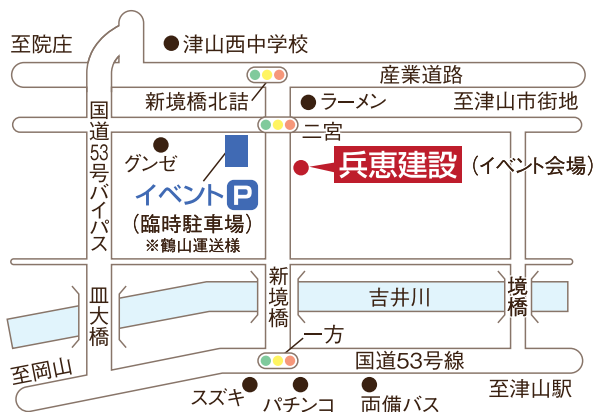 至院庄
津山西中学校
産業道路
新境橋北詰
ラーメン
至津山市街地
二宮
国道53号バイパス
グンゼ
兵恵建設
(イベント会場)
イベントP
(臨時駐車場)
※鶴山運送様
新境橋
吉井川
境橋
皿大橋
一方
国道53号線
至岡山
至津山駅
スズキ
パチンコ
両備バス